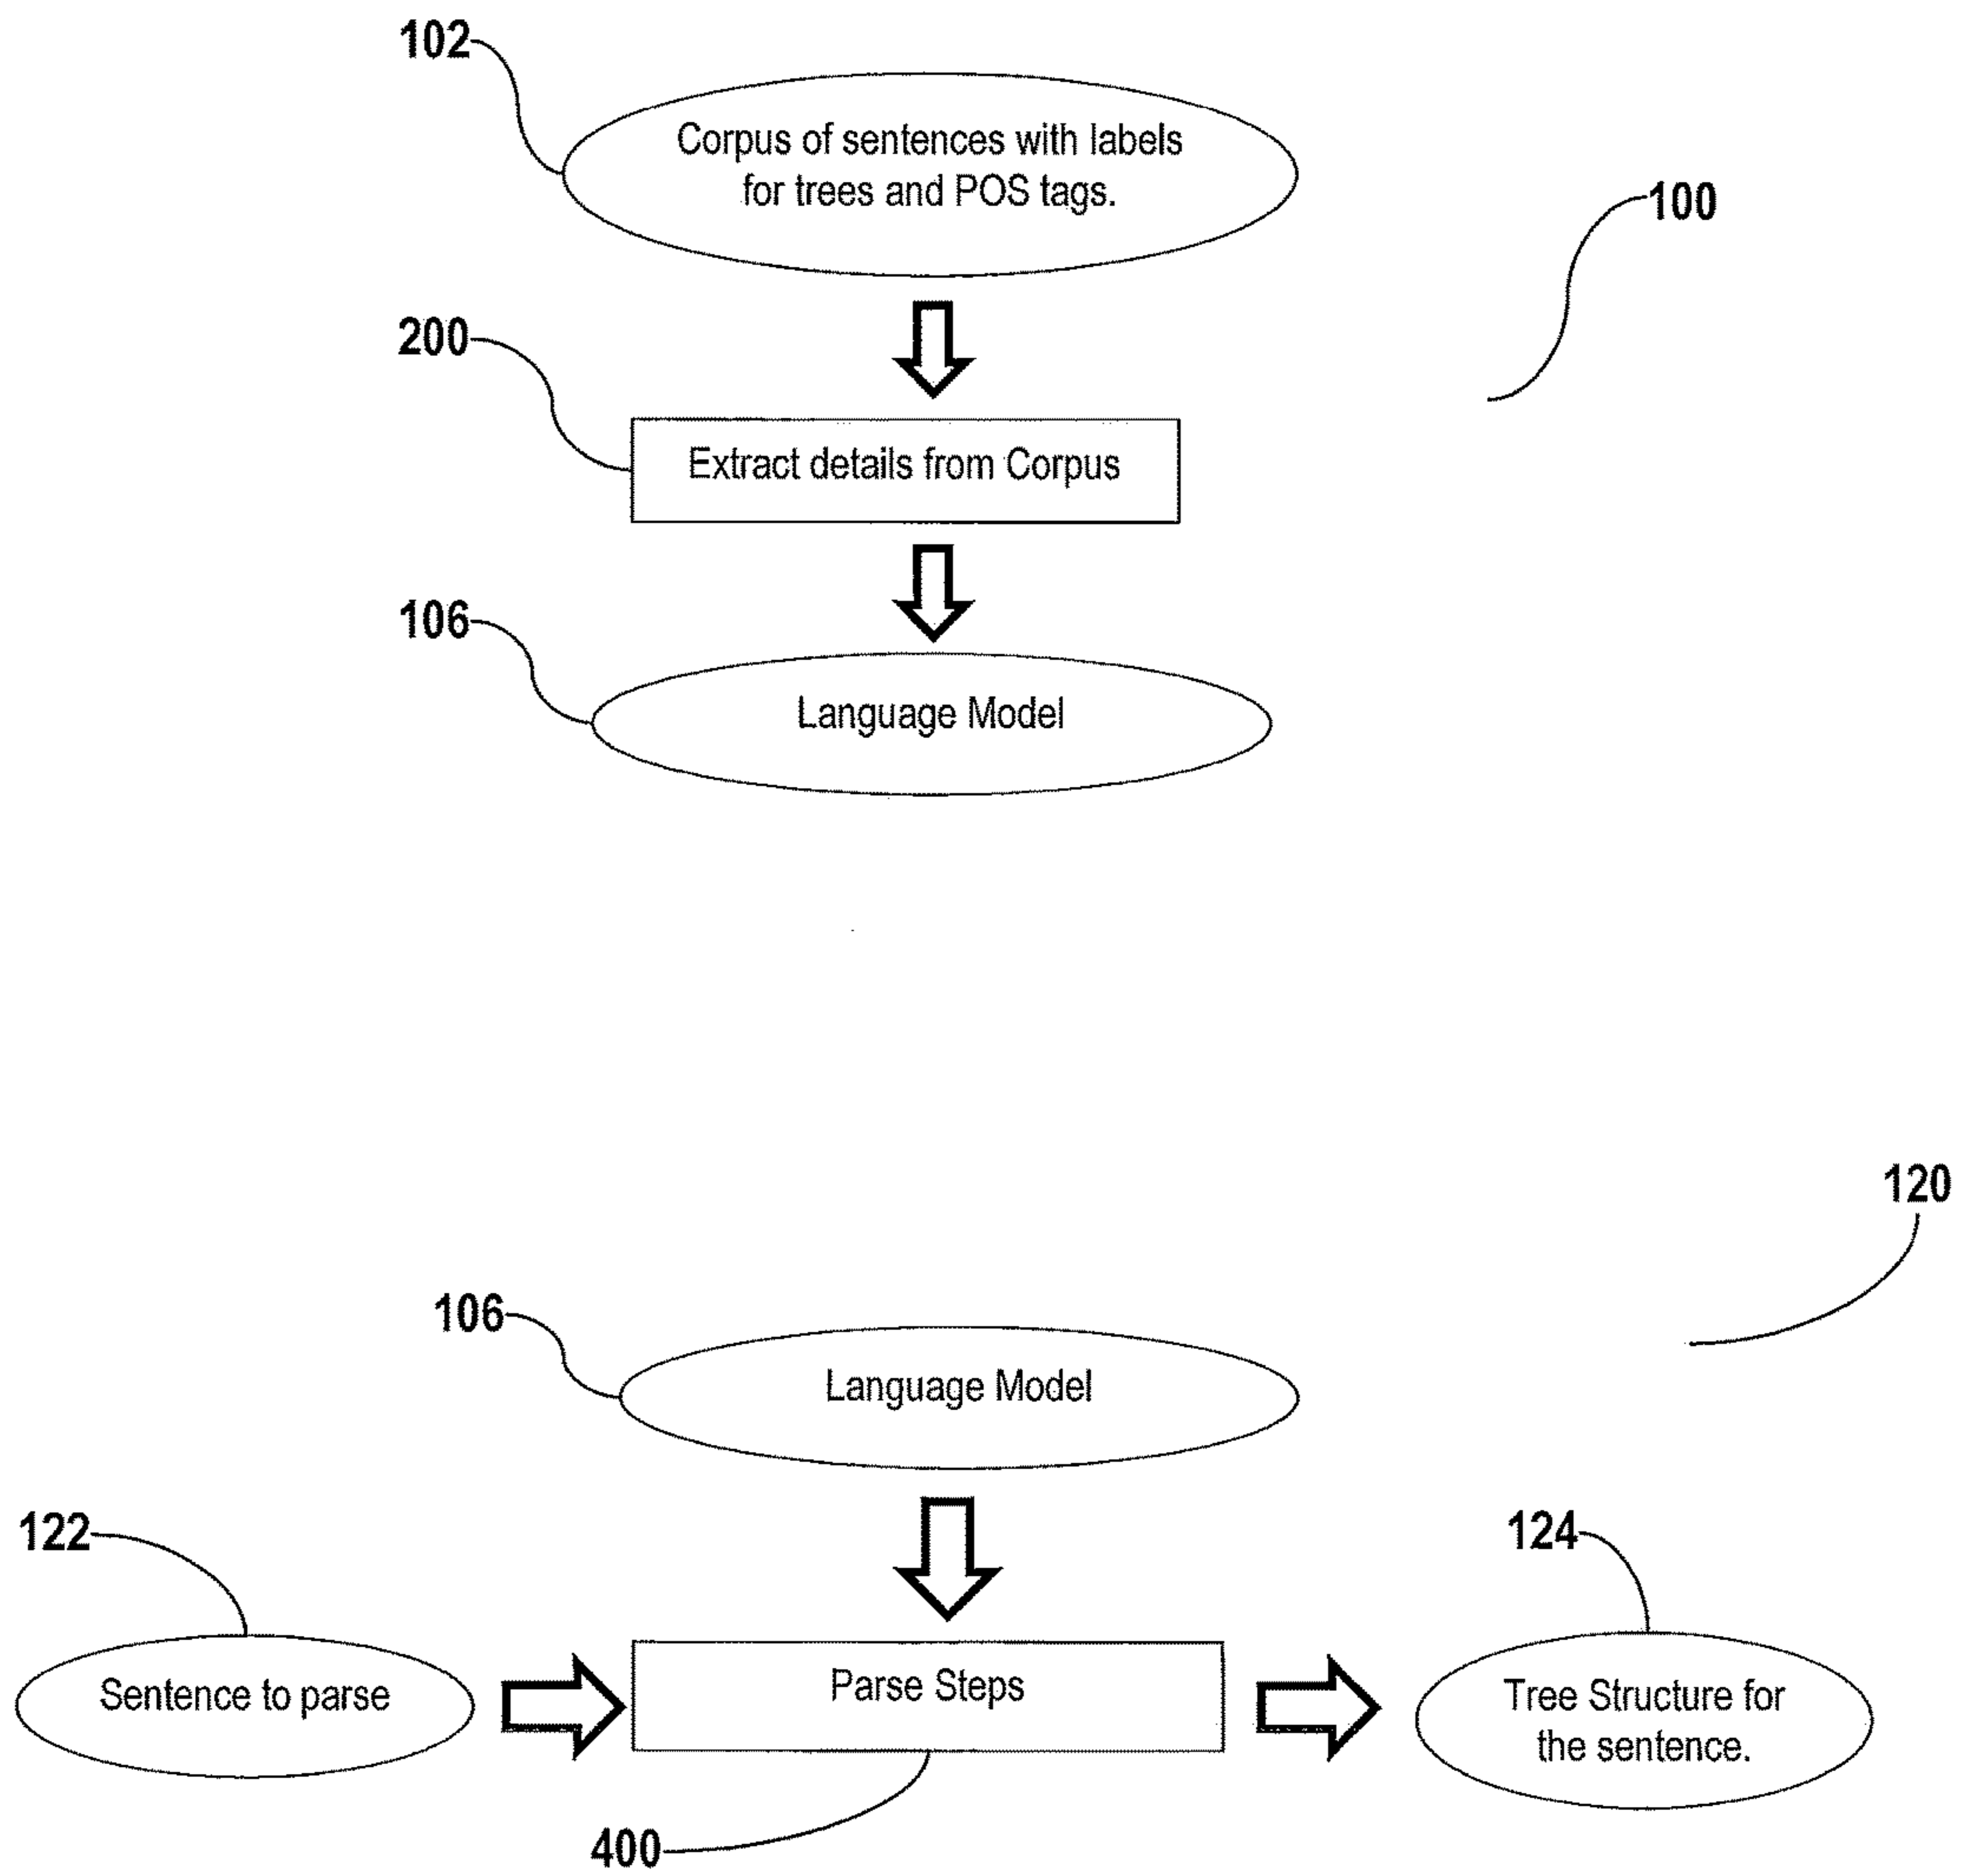 102
Corpus of sentences with labels
for trees and POS tags.
100
200
Extract details from Corpus
106
Language Model
120
106
Language Model
122
124
Sentence to parse
Parse Steps
Tree Structure for
the sentence.
400